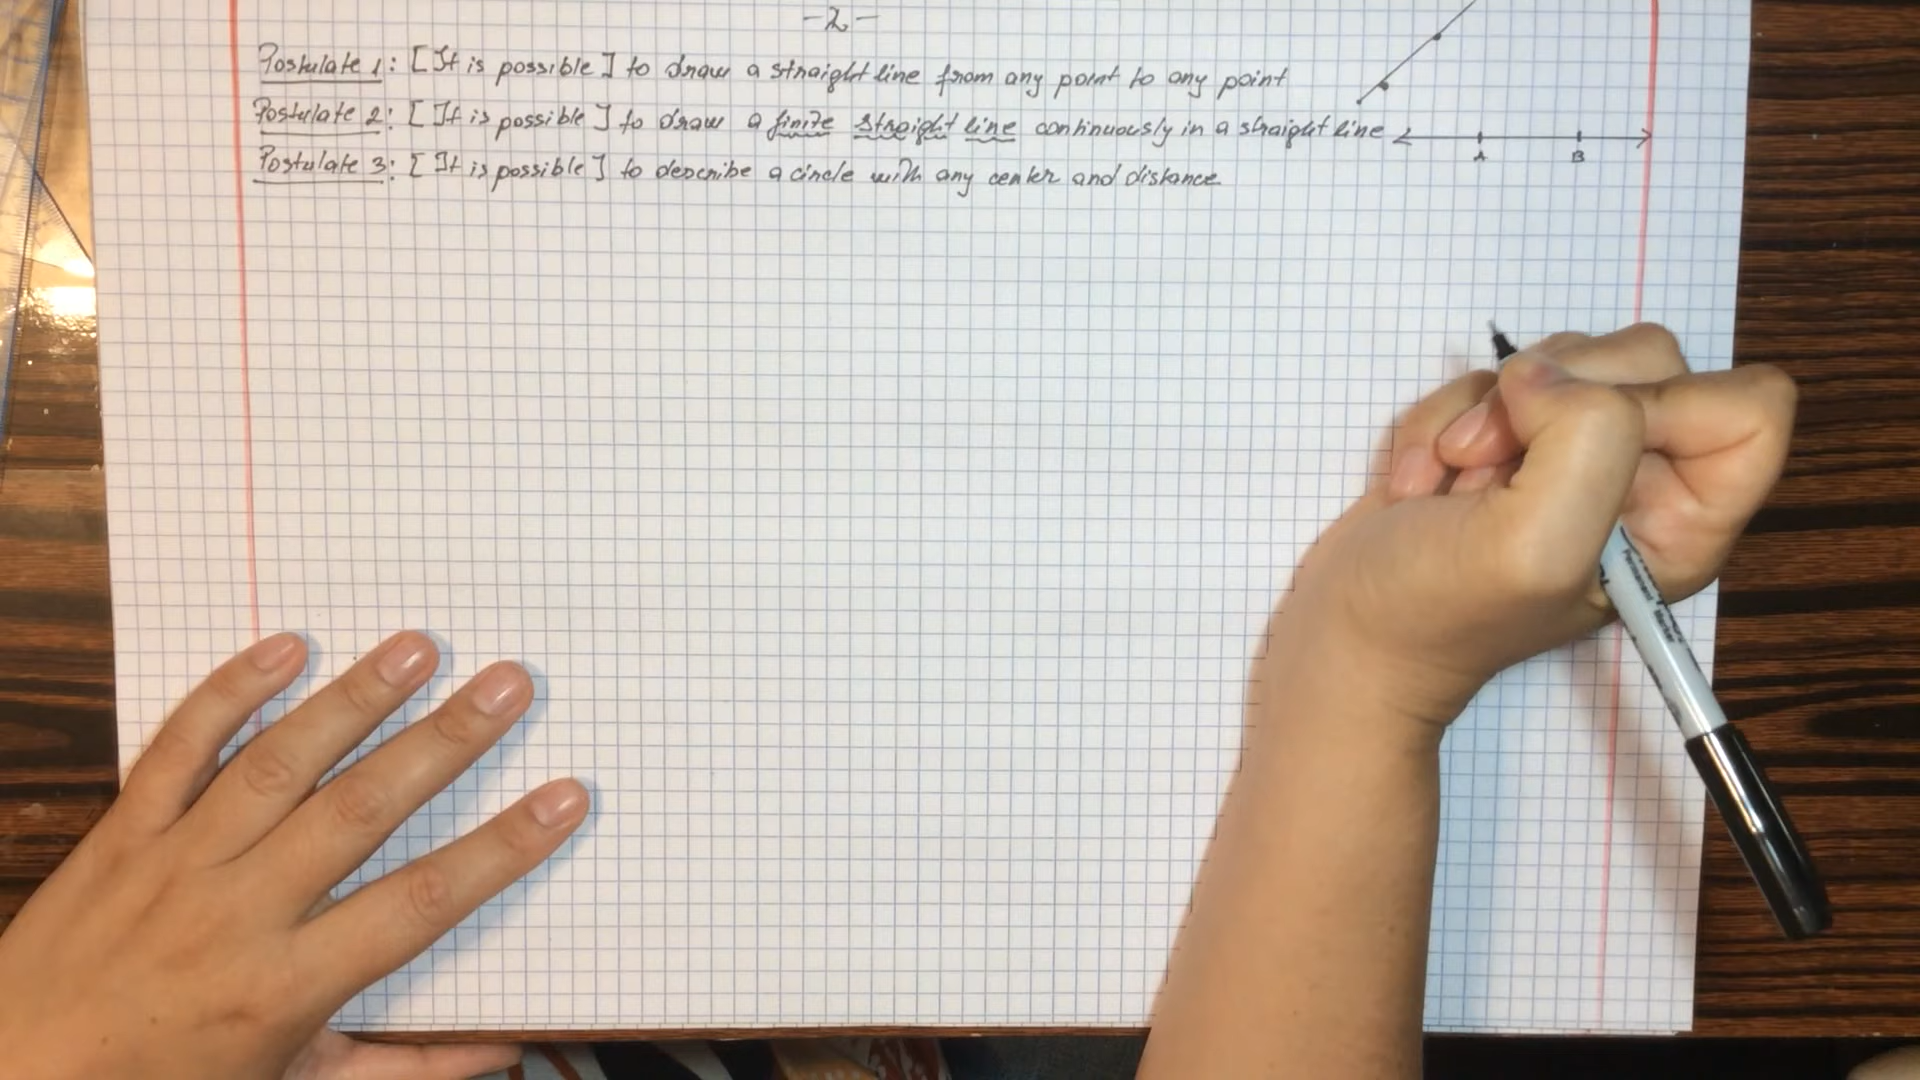 -2-
Postulate 1: [It is possible] to draw a straight line from any point to any point
Postulate 2: [It is possible] to draw a finite straight line continuously in a straight line
A B
Postulate 3: [It is possible] to describe a circle with any center and distance
Permanent Marker